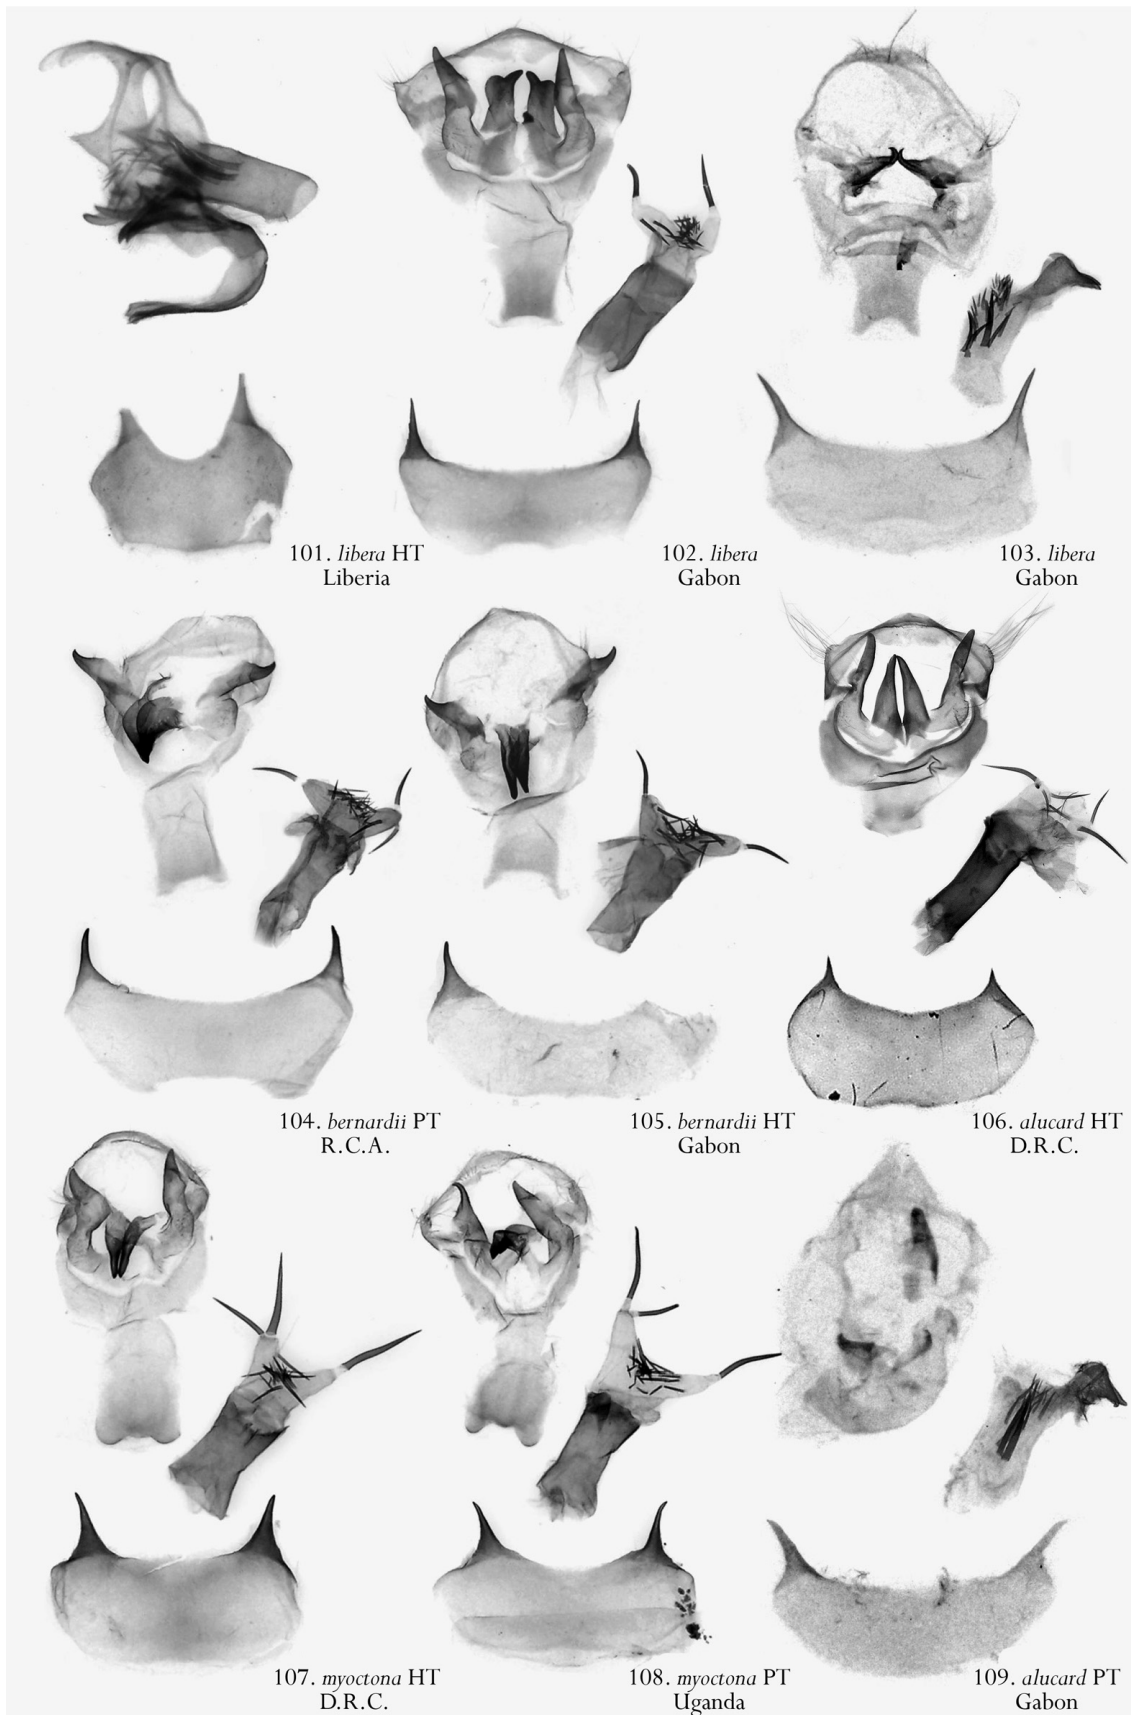 101. libera HT
Liberia
102. libera
Gabon
103. libera
Gabon
104. bernardii PT
R.C.A.
105. bernardii HT
Gabon
106. alucard HT
D.R.C.
107. myoctona HT
D.R.C.
108. myoctona PT
Uganda
109. alucard PT
Gabon